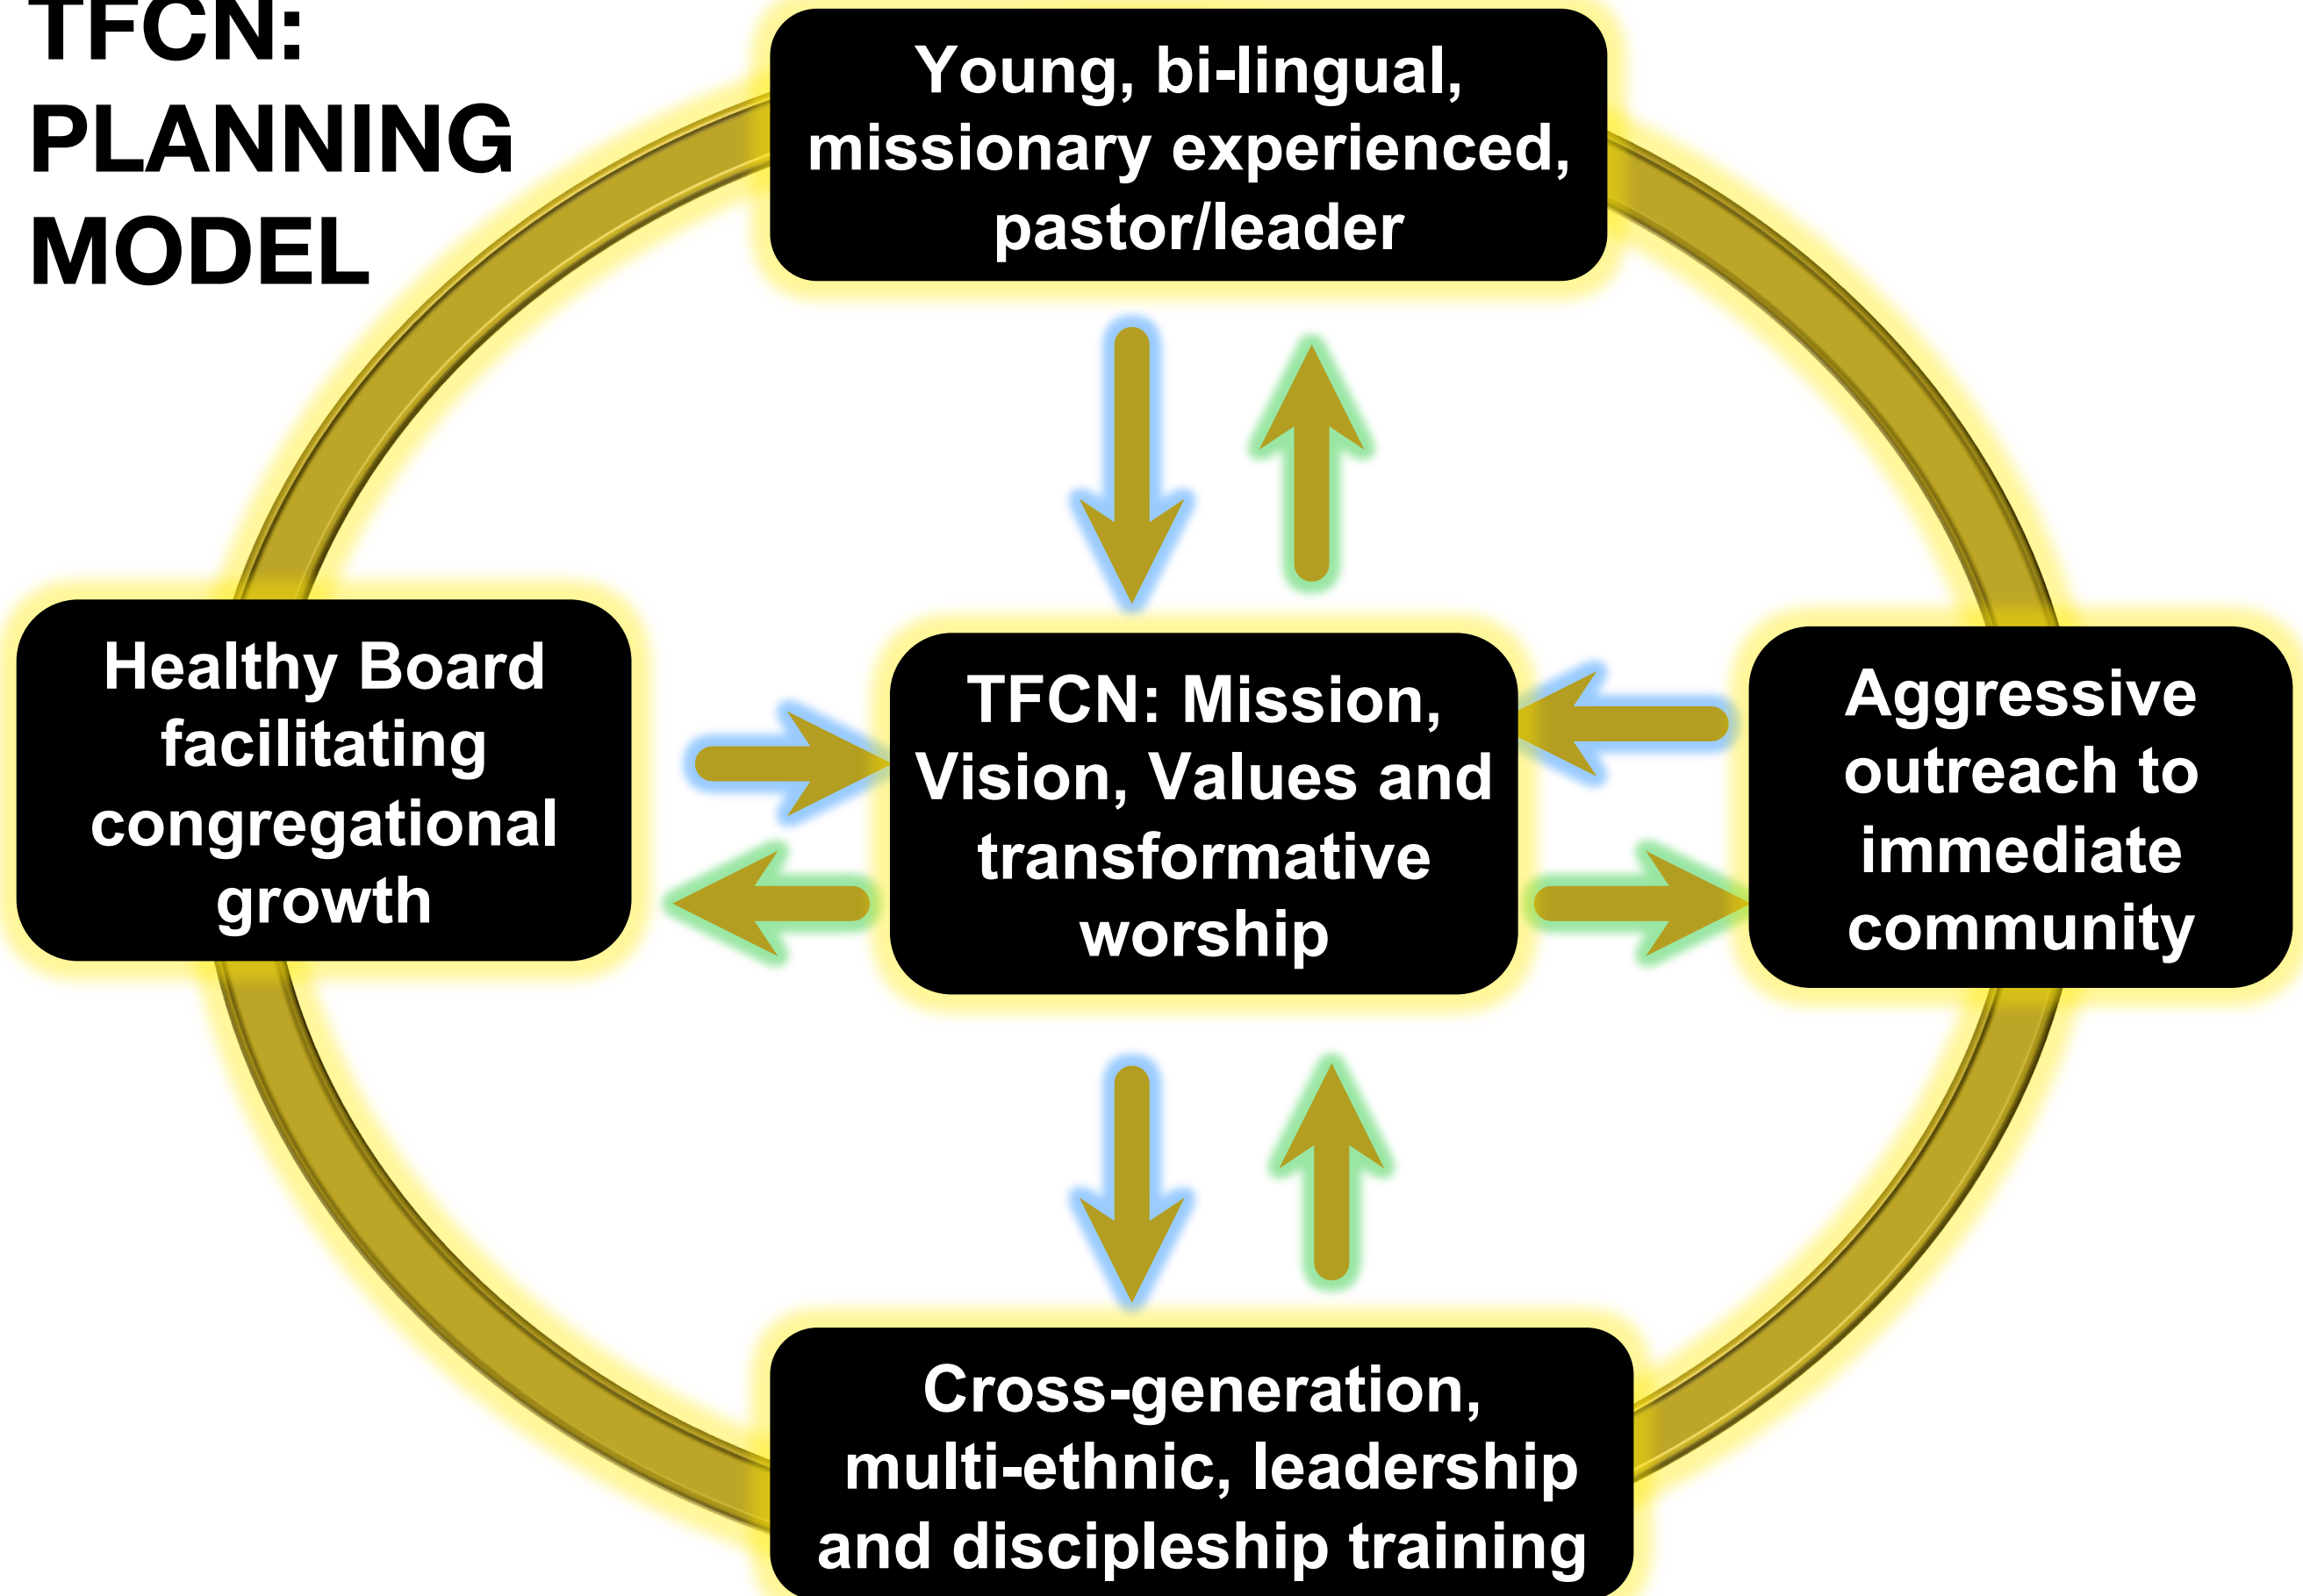 TFCN:
PLANNING
MODEL
Young, bi-lingual,
missionary experienced,
pastor/leader
Healthy Board
facilitating
congregational
growth
TFCN: Mission,
Vision, Values and
transformative
worship
Aggressive
outreach to
immediate
community
Cross-generation,
multi-ethnic, leadership
and discipleship training